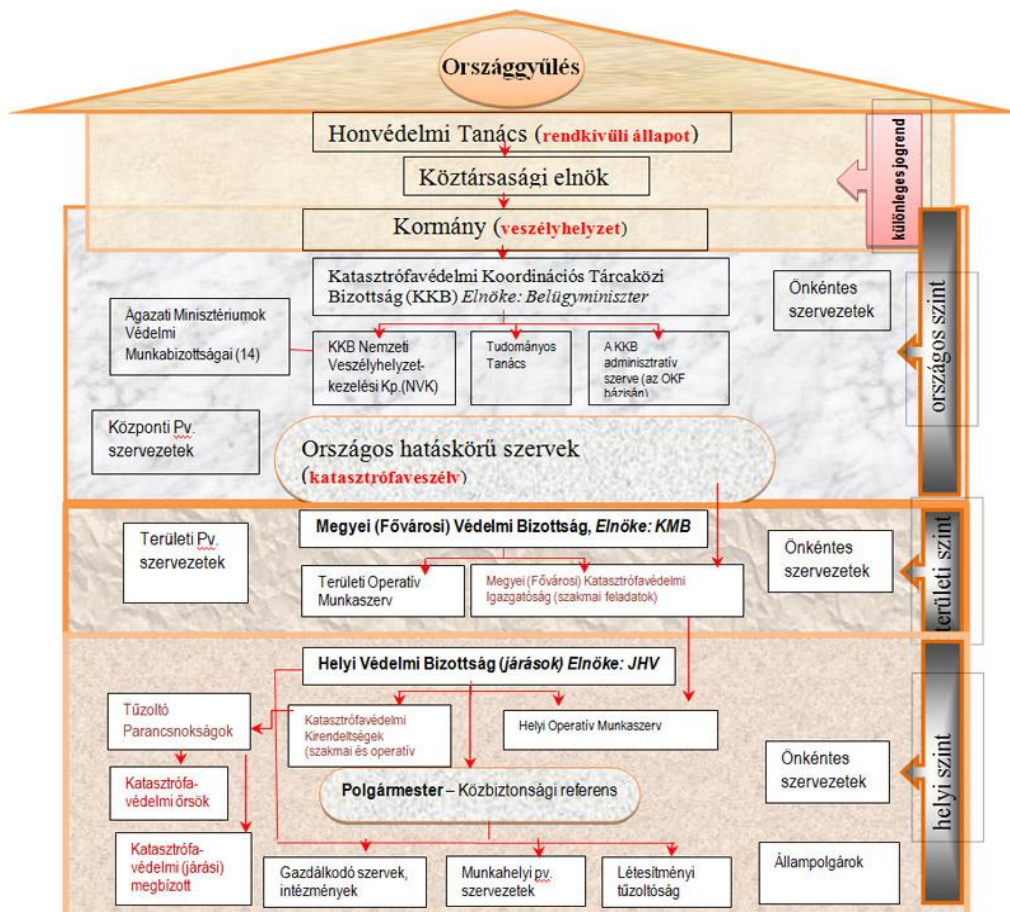 Országgyűlés
Honvédelmi Tanács (rendkívüli állapot)
Köztársasági elnök
Kormány (veszélyhelyzet)
különleges jogrend
Katasztrófavédelmi Koordinációs Tárcaközi
Bizottság (KKB) Elnöke: Belügyminiszter
Önkéntes
szervezetek
Ágazati Minisztériumok
Védelmi
Munkabizottságai (14)
KKB Nemzeti
Veszélyhelyzet-
kezelési Kp.(NVK)
Tudományos
Tanács
A KKB
adminisztratív
szerve (az OKF
bázisán)
országos szint
Központi Pv.
szervezetek
Országos hatáskörű szervek
(katasztrófaveszély)
Megyei (Fővárosi) Védelmi Bizottság, Elnöke: KMB
Területi Pv.
szervezetek
Önkéntes
szervezetek
Területi Operatív
Munkaszerv
Megyei (Fővárosi) Katasztrófavédelmi
Igazgatóság (szakmai feladatok)
területi szint
Helyi Védelmi Bizottság (járások) Elnöke: JHV
Tűzoltó
Parancsnokságok
Katasztrófavédelmi
Kirendeltségek
(szakmai és operatív
Helyi Operatív Munkaszerv
Önkéntes
szervezetek
Katasztrófa-
védelmi őrsök
Polgármester – Közbiztonsági referens
helyi szint
Katasztrófa-
védelmi (járási)
megbízott
Gazdálkodó szervek,
intézmények
Munkahelyi pv.
szervezetek
Létesítményi
tűzoltóság
Állampolgárok